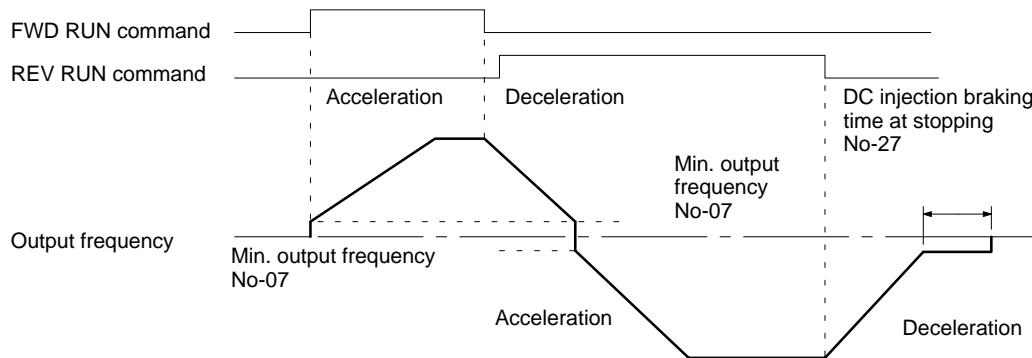 FWD RUN command
REV RUN command
Acceleration
Deceleration
DC injection braking
time at stopping
No-27
Min. output
frequency
No-07
Output frequency
Min. output frequency
No-07
Acceleration
Deceleration